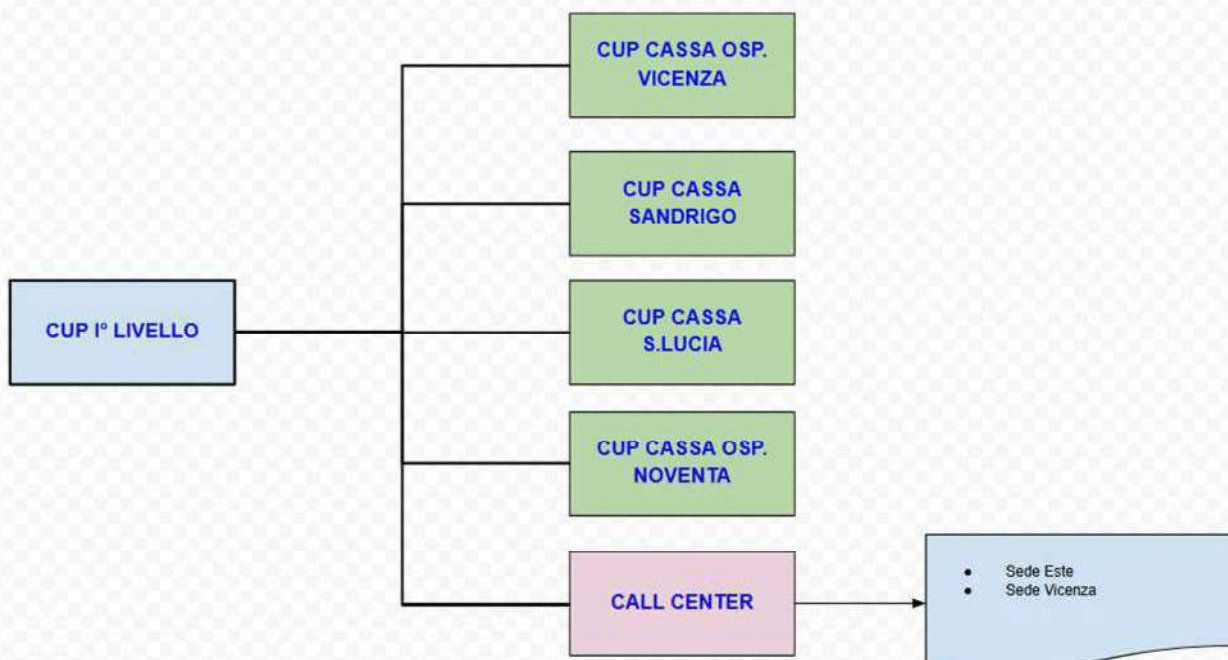 CUP CASSA OSP.
VICENZA
CUP CASSA
SANDRIGO
CUP I° LIVELLO
CUP CASSA
S.LUCIA
CUP CASSA OSP.
NOVENTA
CALL CENTER
● Sede Este
● Sede Vicenza